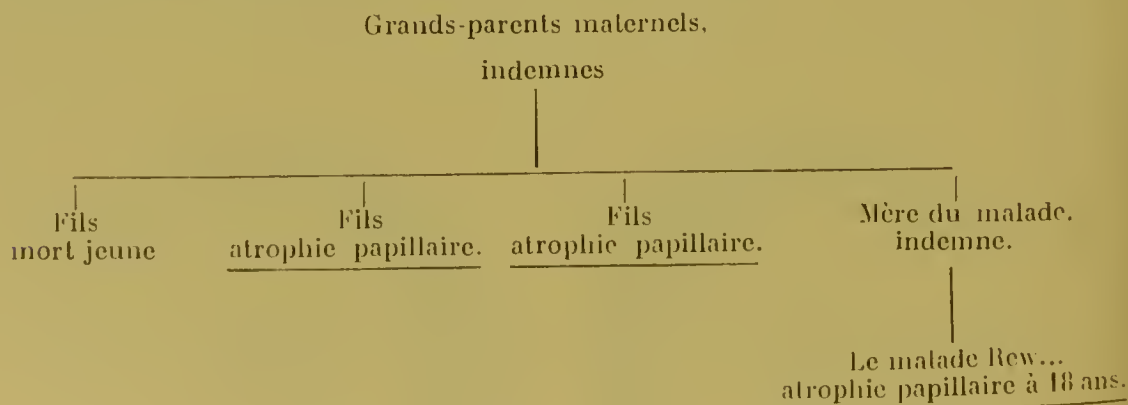 Grands-parents maternels,
indemnes
Fils
mort jeune
Fils
atrophie papillaire.
Fils
atrophie papillaire.
Mère du malade.
indemne.
Le malade Rew...
atrophie papillaire à 18 ans.